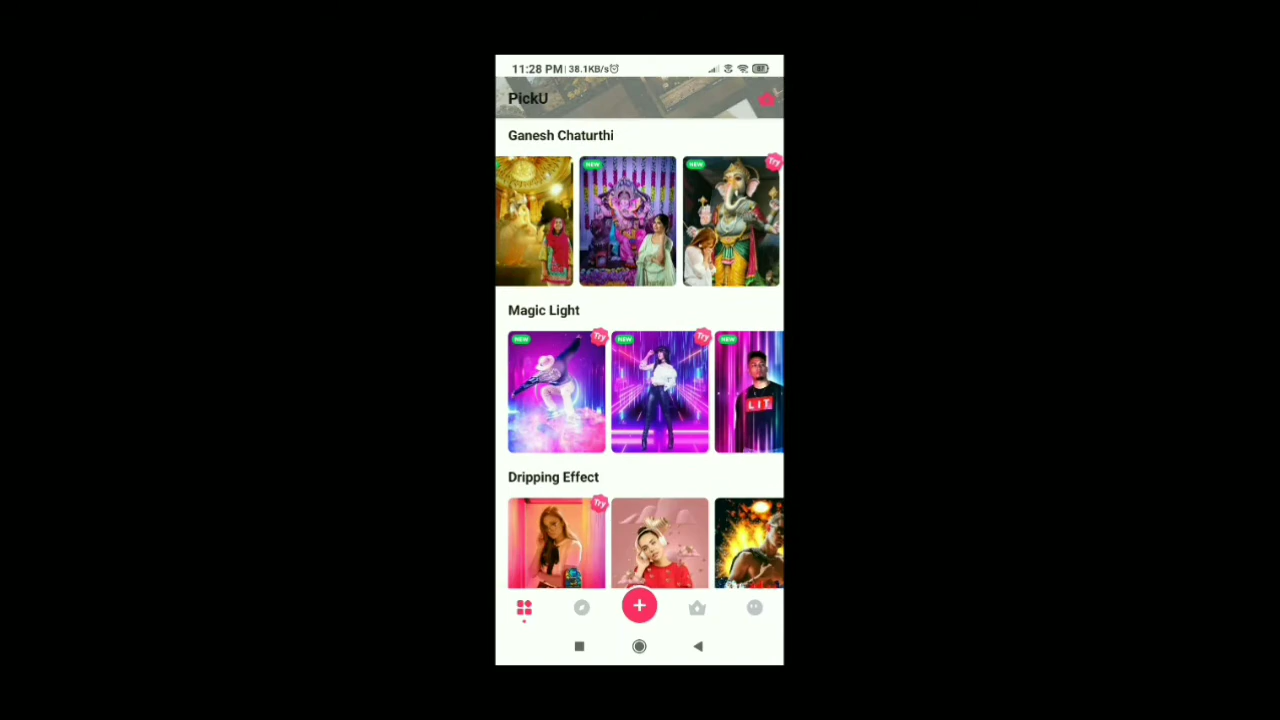 11:28 PM | 38.1KB/s
PickU
Ganesh Chaturthi
NEW
NEW
Try
Magic Light
NEW
Try
NEW
Try
NEW
LIT
Dripping Effect
Try